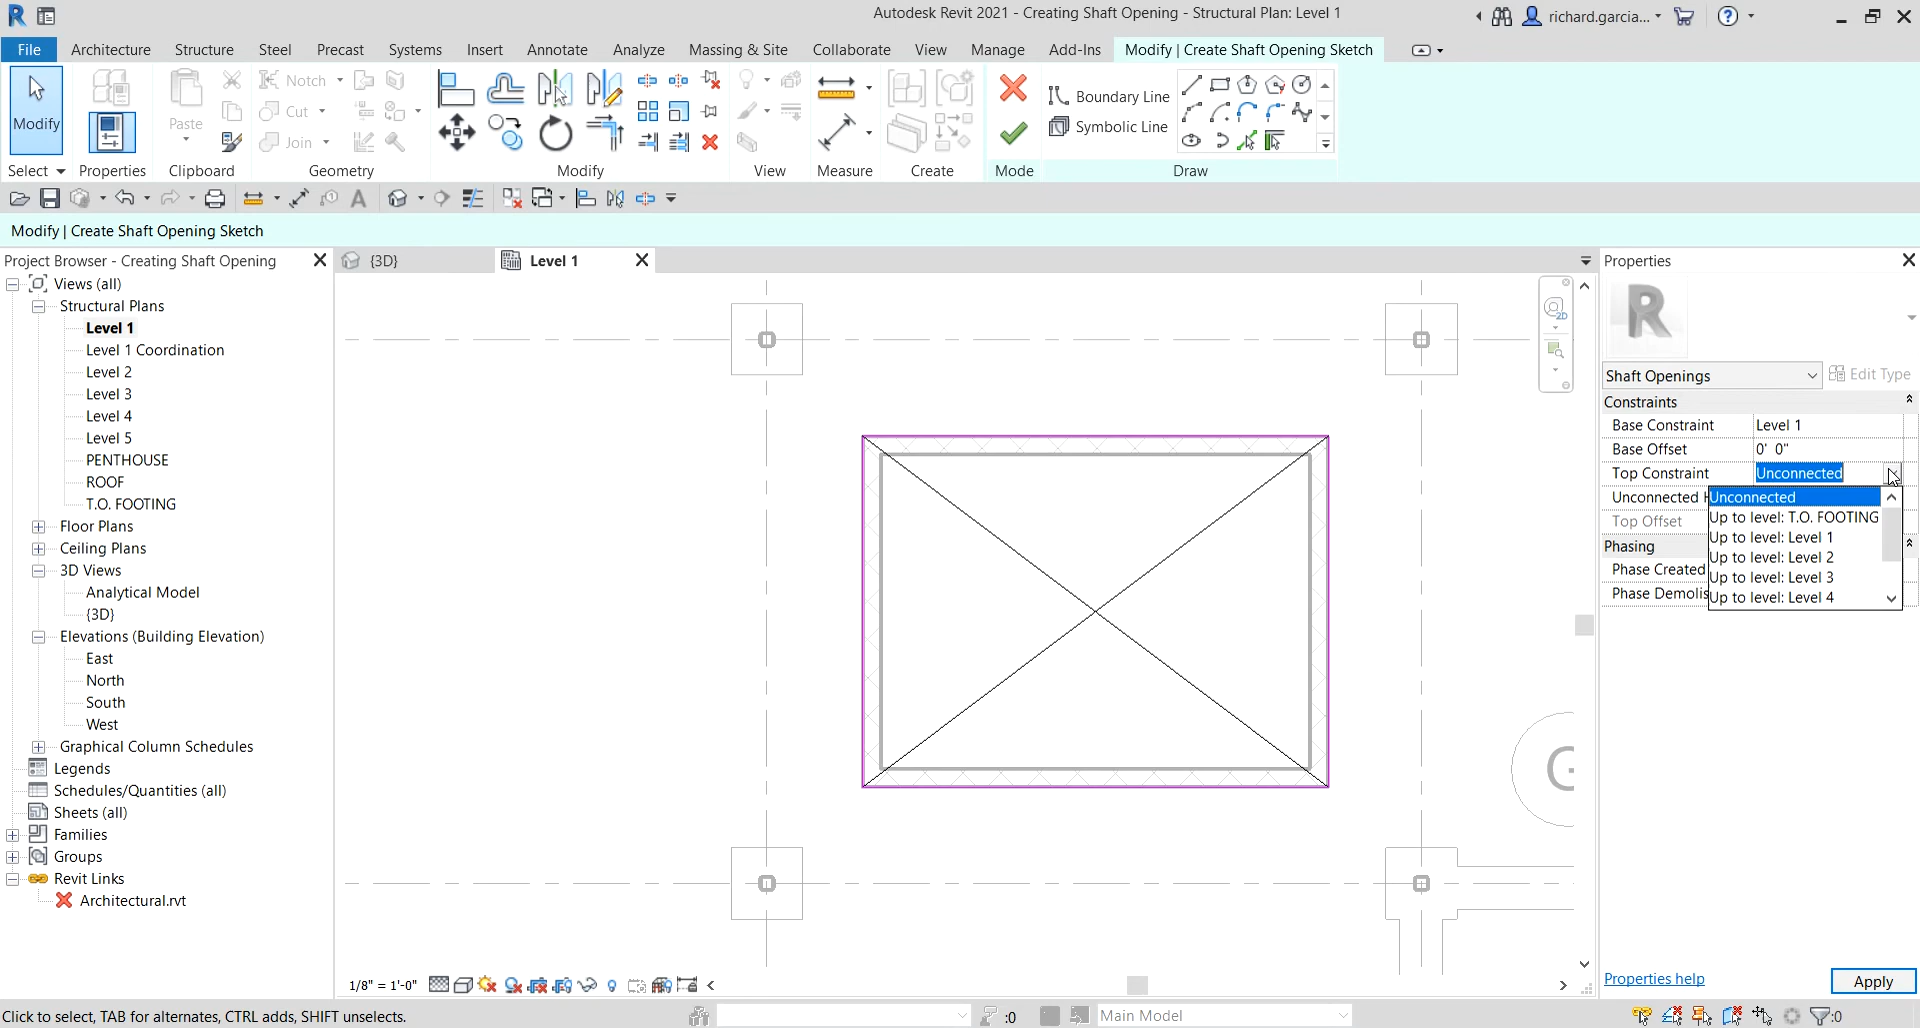 Autodesk Revit 2021 - Creating Shaft Opening - Structural Plan: Level 1
richard.garcia...
File Architecture Structure Steel Precast Systems Insert Annotate Analyze Massing & Site Collaborate View Manage Add-Ins Modify | Create Shaft Opening Sketch
Modify
Paste
Notch
Cut
Join
Boundary Line
Symbolic Line
Select Properties Clipboard Geometry Modify View Measure Create Mode Draw
Modify | Create Shaft Opening Sketch
Project Browser - Creating Shaft Opening
Views (all)
Structural Plans
Level 1
Level 1 Coordination
Level 2
Level 3
Level 4
Level 5
PENTHOUSE
ROOF
T.O. FOOTING
Floor Plans
Ceiling Plans
3D Views
Analytical Model
{3D}
Elevations (Building Elevation)
East
North
South
West
Graphical Column Schedules
Legends
Schedules/Quantities (all)
Sheets (all)
Families
Groups
Revit Links
Architectural.rvt
{3D}
Level 1
2D
G
1/8" = 1'-0"
Properties
R
Shaft Openings
Edit Type
Constraints
Base Constraint Level 1
Base Offset 0' 0"
Top Constraint Unconnected
Unconnected H
Top Offset
Phasing
Phase Created
Phase Demolis
Unconnected
Up to level: T.O. FOOTING
Up to level: Level 1
Up to level: Level 2
Up to level: Level 3
Up to level: Level 4
Properties help
Apply
Click to select, TAB for alternates, CTRL adds, SHIFT unselects.
:0
Main Model
:0